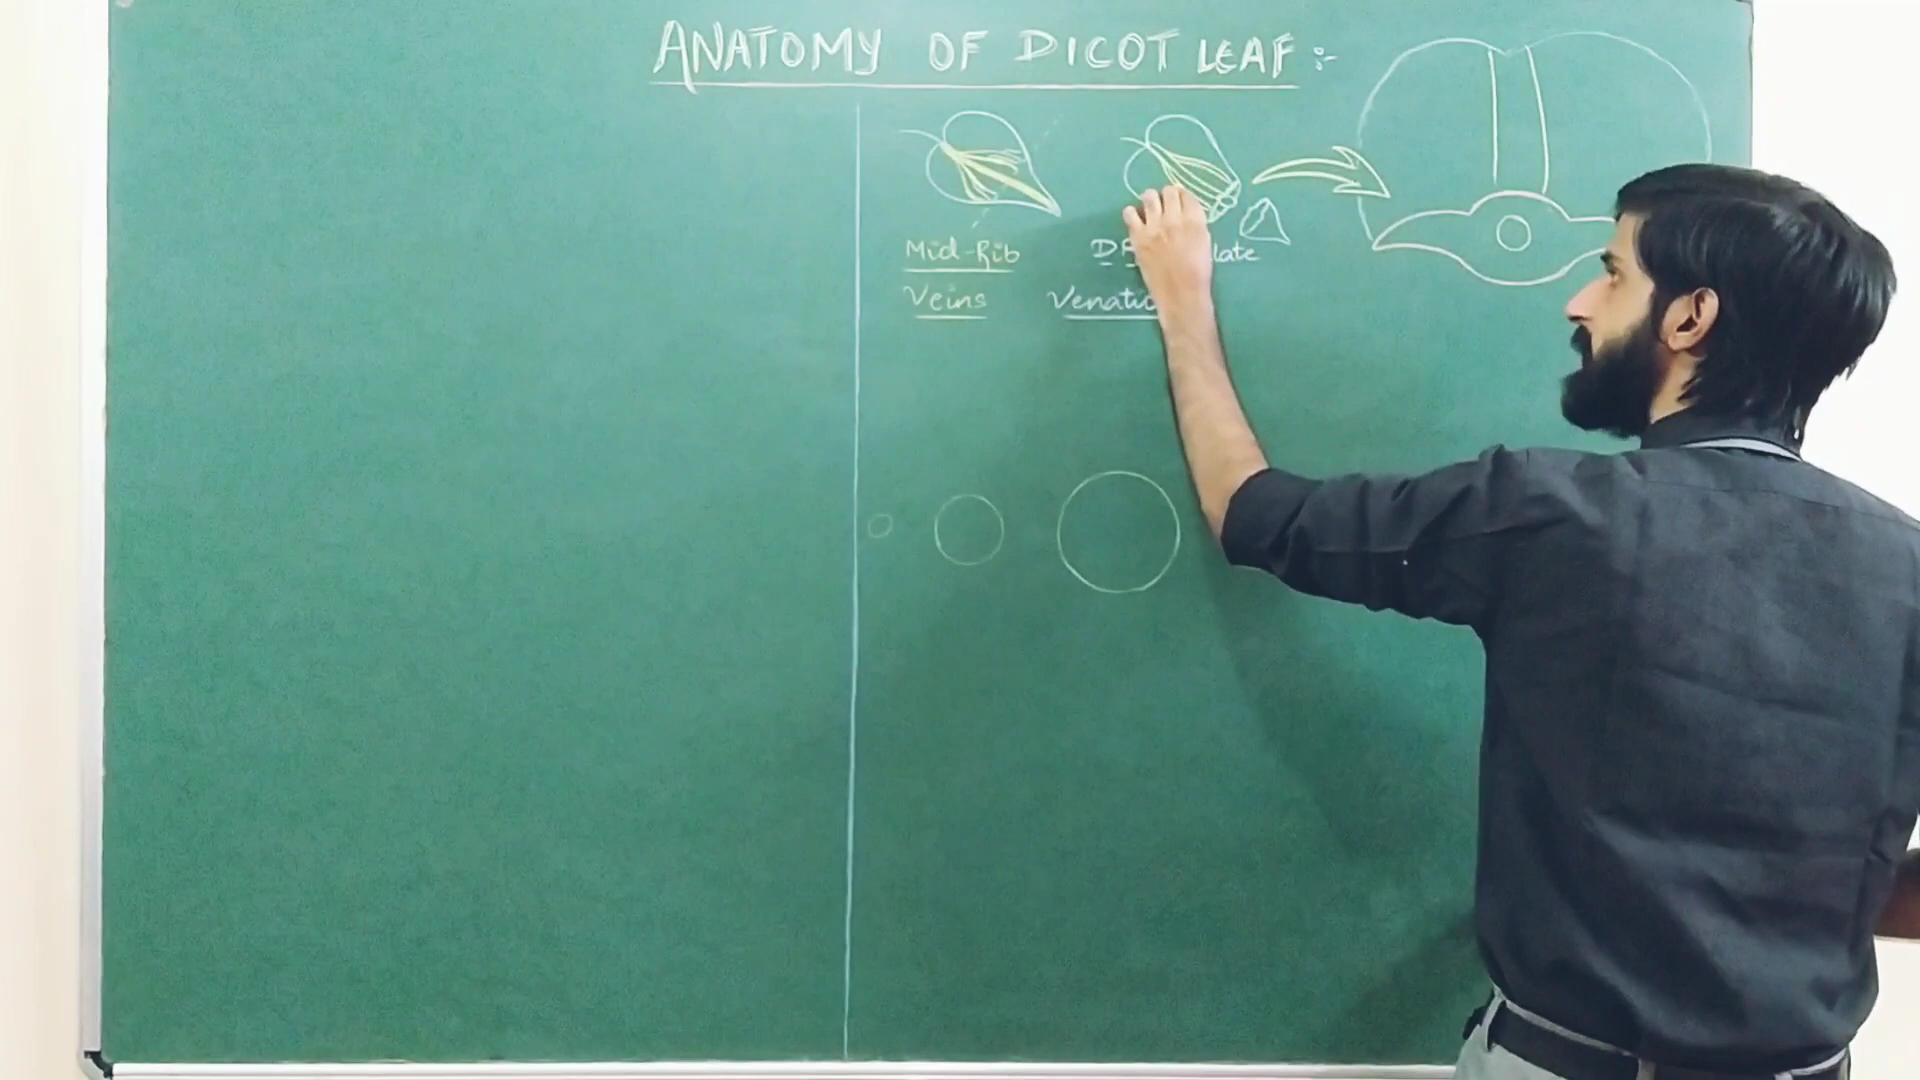 ANATOMY OF DICOT LEAF :-
Mid-Rib
Veins
Venatio